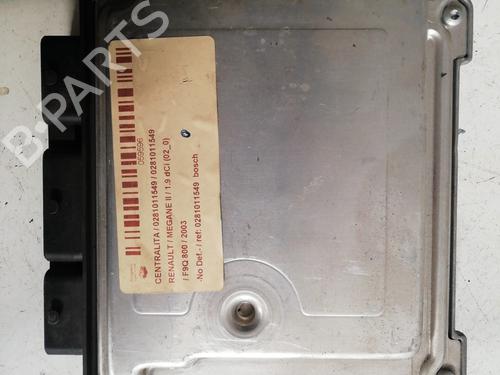 B-PARTS
059696
CENTRALITA / 0281011549 / 0281011549
RENAULT / MEGANE II / 1.9 dCi (02_0)
/ F9Q 800 / 2003
-No Def.- / ref: 0281011549 bosch